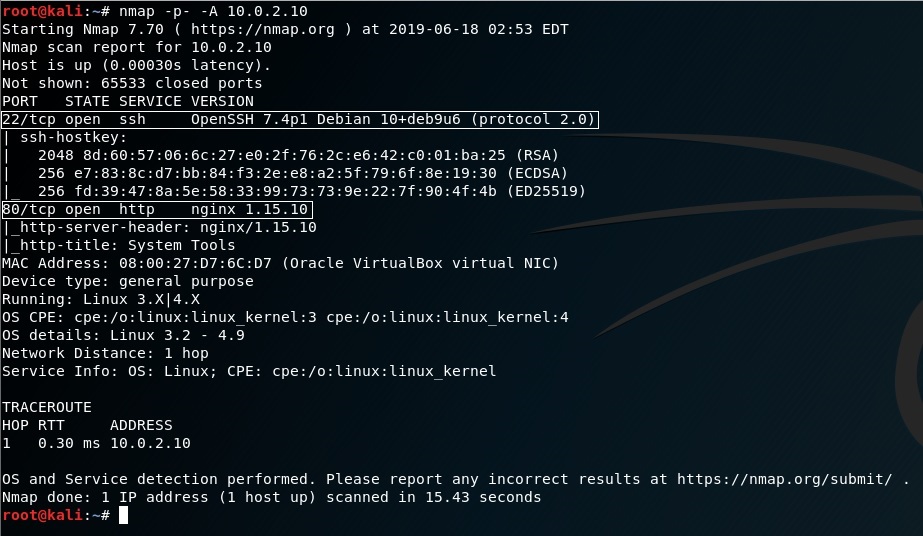 root@kali:~# nmap -p- -A 10.0.2.10
Starting Nmap 7.70 ( https://nmap.org ) at 2019-06-18 02:53 EDT
Nmap scan report for 10.0.2.10
Host is up (0.00030s latency).
Not shown: 65533 closed ports
PORT   STATE SERVICE VERSION
22/tcp open  ssh     OpenSSH 7.4p1 Debian 10+deb9u6 (protocol 2.0)
| ssh-hostkey:
|   2048 8d:60:57:06:6c:27:e0:2f:76:2c:e6:42:c0:01:ba:25 (RSA)
|   256 e7:83:8c:d7:bb:84:f3:2e:e8:a2:5f:79:6f:8e:19:30 (ECDSA)
|_  256 fd:39:47:8a:5e:58:33:99:73:73:9e:22:7f:90:4f:4b (ED25519)
80/tcp open  http    nginx 1.15.10
|_http-server-header: nginx/1.15.10
|_http-title: System Tools
MAC Address: 08:00:27:D7:6C:D7 (Oracle VirtualBox virtual NIC)
Device type: general purpose
Running: Linux 3.X|4.X
OS CPE: cpe:/o:linux:linux_kernel:3 cpe:/o:linux:linux_kernel:4
OS details: Linux 3.2 - 4.9
Network Distance: 1 hop
Service Info: OS: Linux; CPE: cpe:/o:linux:linux_kernel

TRACEROUTE
HOP RTT     ADDRESS
1   0.30 ms 10.0.2.10

OS and Service detection performed. Please report any incorrect results at https://nmap.org/submit/ .
Nmap done: 1 IP address (1 host up) scanned in 15.43 seconds
root@kali:~#